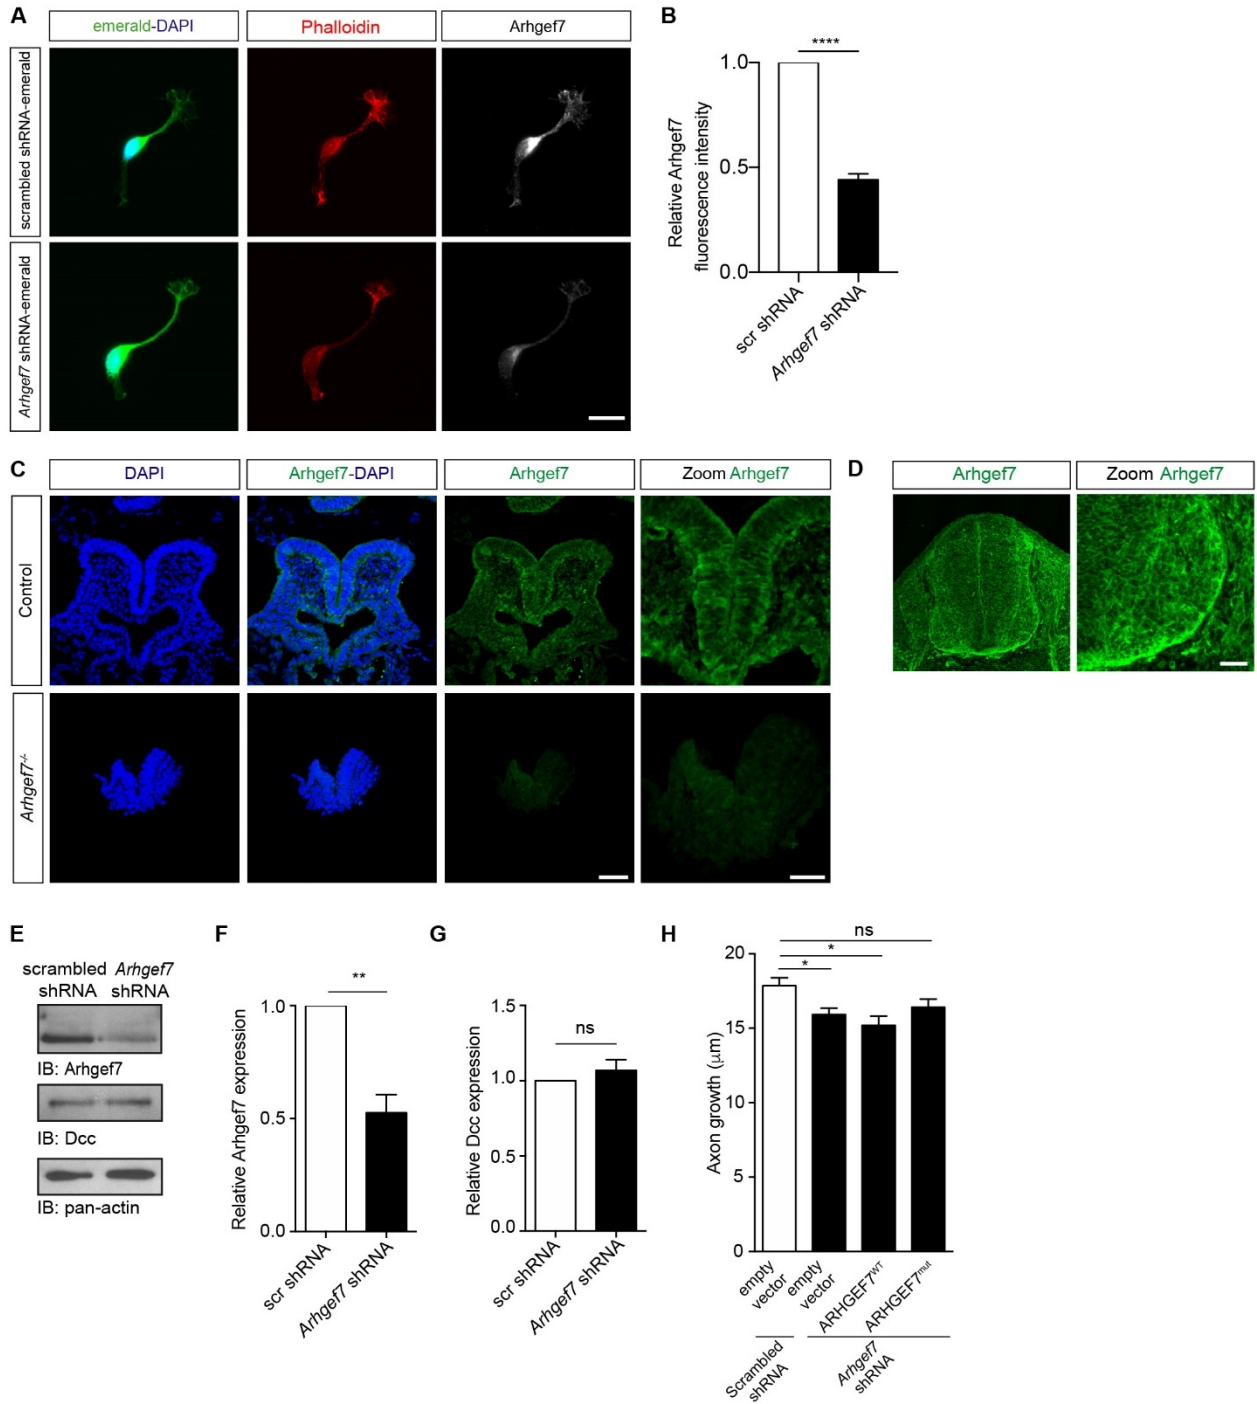 A
emerald-DAPI
Phalloidin
Arhgef7
scrambled shRNA-emerald
Arhgef7 shRNA-emerald
B
****
Relative Arhgef7
fluorescence intensity
1.0
0.5
0.0
scr shRNA
Arhgef7 shRNA
C
DAPI
Arhgef7-DAPI
Arhgef7
Zoom Arhgef7
Control
Arhgef7-/-
D
Arhgef7
Zoom Arhgef7
E
scrambled Arhgef7
shRNA shRNA
IB: Arhgef7
IB: Dcc
IB: pan-actin
F
**
Relative Arhgef7 expression
1.0
0.5
0.0
scr shRNA
Arhgef7 shRNA
G
ns
Relative Dcc expression
1.5
1.0
0.5
0.0
scr shRNA
Arhgef7 shRNA
H
ns
*
*
Axon growth (μm)
20
15
10
5
0
empty
vector
empty
vector
ARHGEF7WT
ARHGEF7mut
Scrambled
shRNA
Arhgef7
shRNA